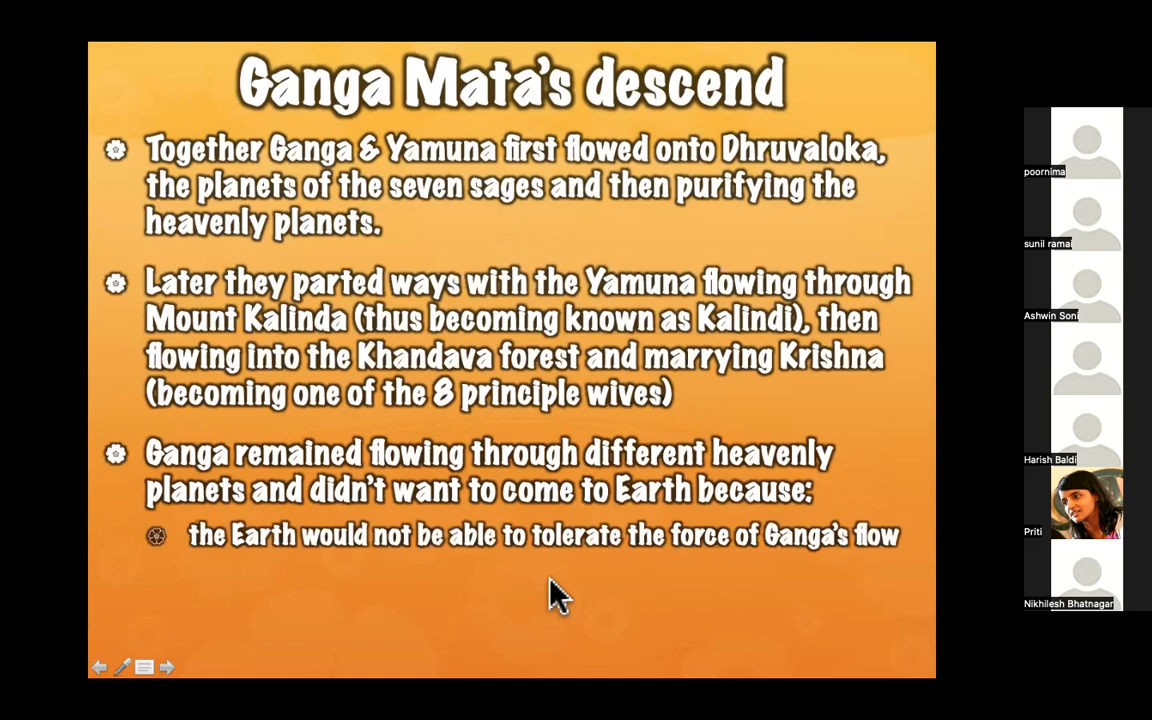 Ganga Mata's descend
Together Ganga & Yamuna first flowed onto Dhruvaloka,
the planets of the seven sages and then purifying the
heavenly planets.
Later they parted ways with the Yamuna flowing through
Mount Kalinda (thus becoming known as Kalindi), then
flowing into the Khandava forest and marrying Krishna
(becoming one of the 8 principle wives)
Ganga remained flowing through different heavenly
planets and didn't want to come to Earth because:
the Earth would not be able to tolerate the force of Ganga's flow
poornima
sunil ramai
Ashwin Soni
Harish Baldi
Priti
Nikhilesh Bhatnagar